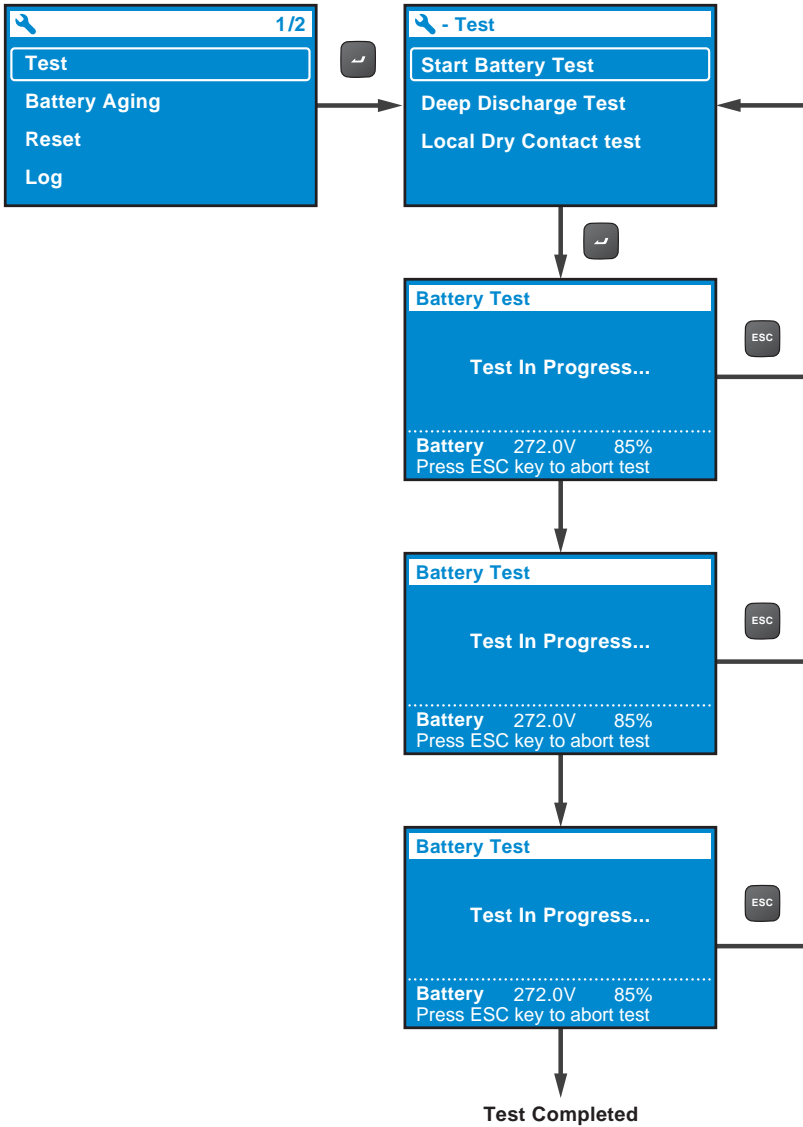 1/2
Test
Battery Aging
Reset
Log
- Test
Start Battery Test
Deep Discharge Test
Local Dry Contact test
Battery Test
Test In Progress...
Battery 272.0V 85%
Press ESC key to abort test
ESC
Battery Test
Test In Progress...
Battery 272.0V 85%
Press ESC key to abort test
ESC
Battery Test
Test In Progress...
Battery 272.0V 85%
Press ESC key to abort test
ESC
Test Completed